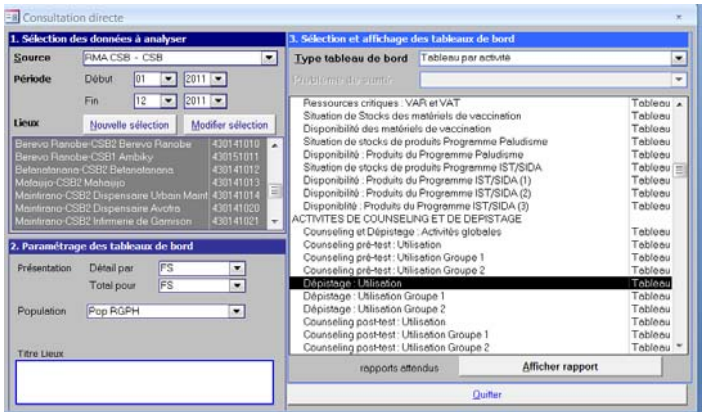 Consultation directe
1. Sélection des données à analyser
Source RMA CSB - CSB
Période Début 01 2011
Fin 12 2011
Lieux Nouvelle sélection Modifier sélection
Berevo Ranobe-CSB2 Berevo Ranobe 430141010
Berevo Ranobe-CSB1 Ambiky 430151011
Betanatanana-CSB2 Betanatanana 430141012
Mafaijijo-CSB2 Mahajijo 430141013
Maintirano-CSB2 Dispensaire Urbain Maint 430141014
Maintirano-CSB2 Dispensaire Avotra 430141020
Maintirano-CSB2 Infirmerie de Garnison 430141021
2. Paramétrage des tableaux de bord
Présentation Détail par FS
Total pour FS
Population Pop RGPH
Titre Lieux
3. Sélection et affichage des tableaux de bord
Type tableau de bord Tableau par activité
Problème de santé
Ressources critiques : VAR et VAT Tableau
Situation de Stocks des matériels de vaccination Tableau
Disponibilité des matériels de vaccination Tableau
Situation de stocks de produits Programme Paludisme Tableau
Disponibilité : Produits du Programme Paludisme Tableau
Situation de stocks de produits Programme IST/SIDA Tableau
Disponibilité : Produits du Programme IST/SIDA (1) Tableau
Disponibilité : Produits du Programme IST/SIDA (2) Tableau
Disponibilité : Produits du Programme IST/SIDA (3) Tableau
ACTIVITES DE COUNSELING ET DE DEPISTAGE
Counseling et Dépistage : Activités globales Tableau
Counseling pré-test : Utilisation Tableau
Counseling pré-test : Utilisation Groupe 1 Tableau
Counseling pré-test : Utilisation Groupe 2 Tableau
Dépistage : Utilisation Tableau
Dépistage : Utilisation Groupe 1 Tableau
Dépistage : Utilisation Groupe 2 Tableau
Counseling post-test : Utilisation Tableau
Counseling post-test : Utilisation Groupe 1 Tableau
Counseling post-test : Utilisation Groupe 2 Tableau
rapports attendus Afficher rapport
Quitter